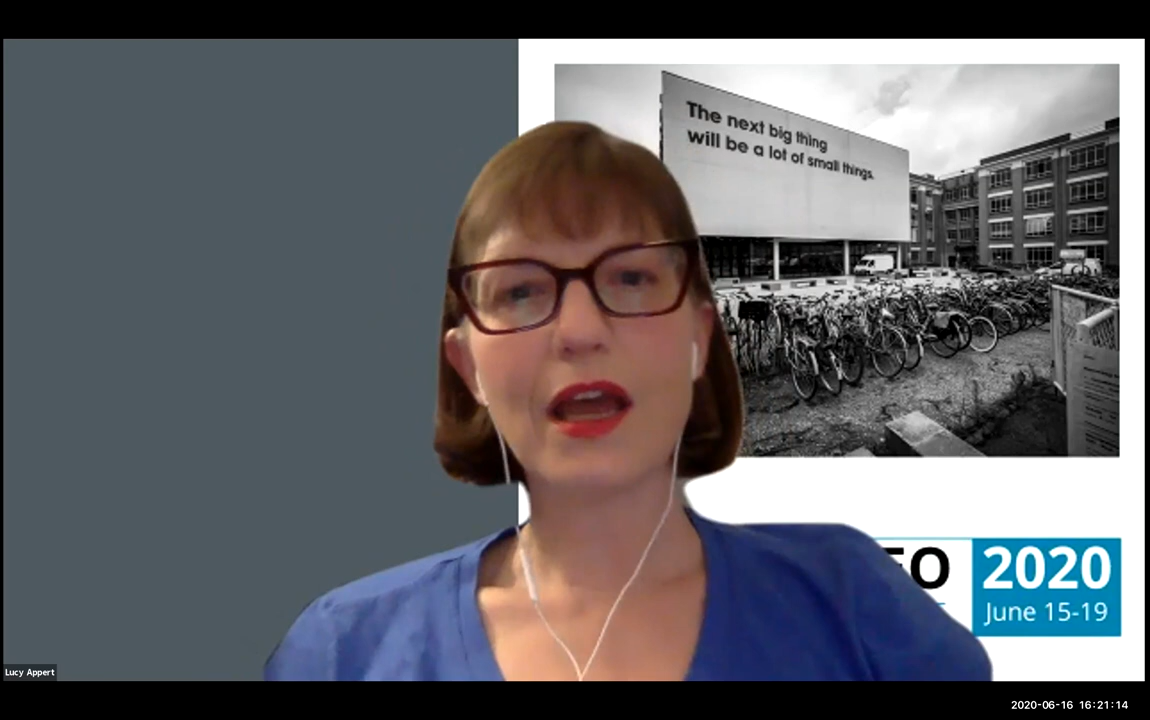 The next big thing
will be a lot of small things.
EO
2020
June 15-19
Lucy Appert
2020-06-16 16:21:14